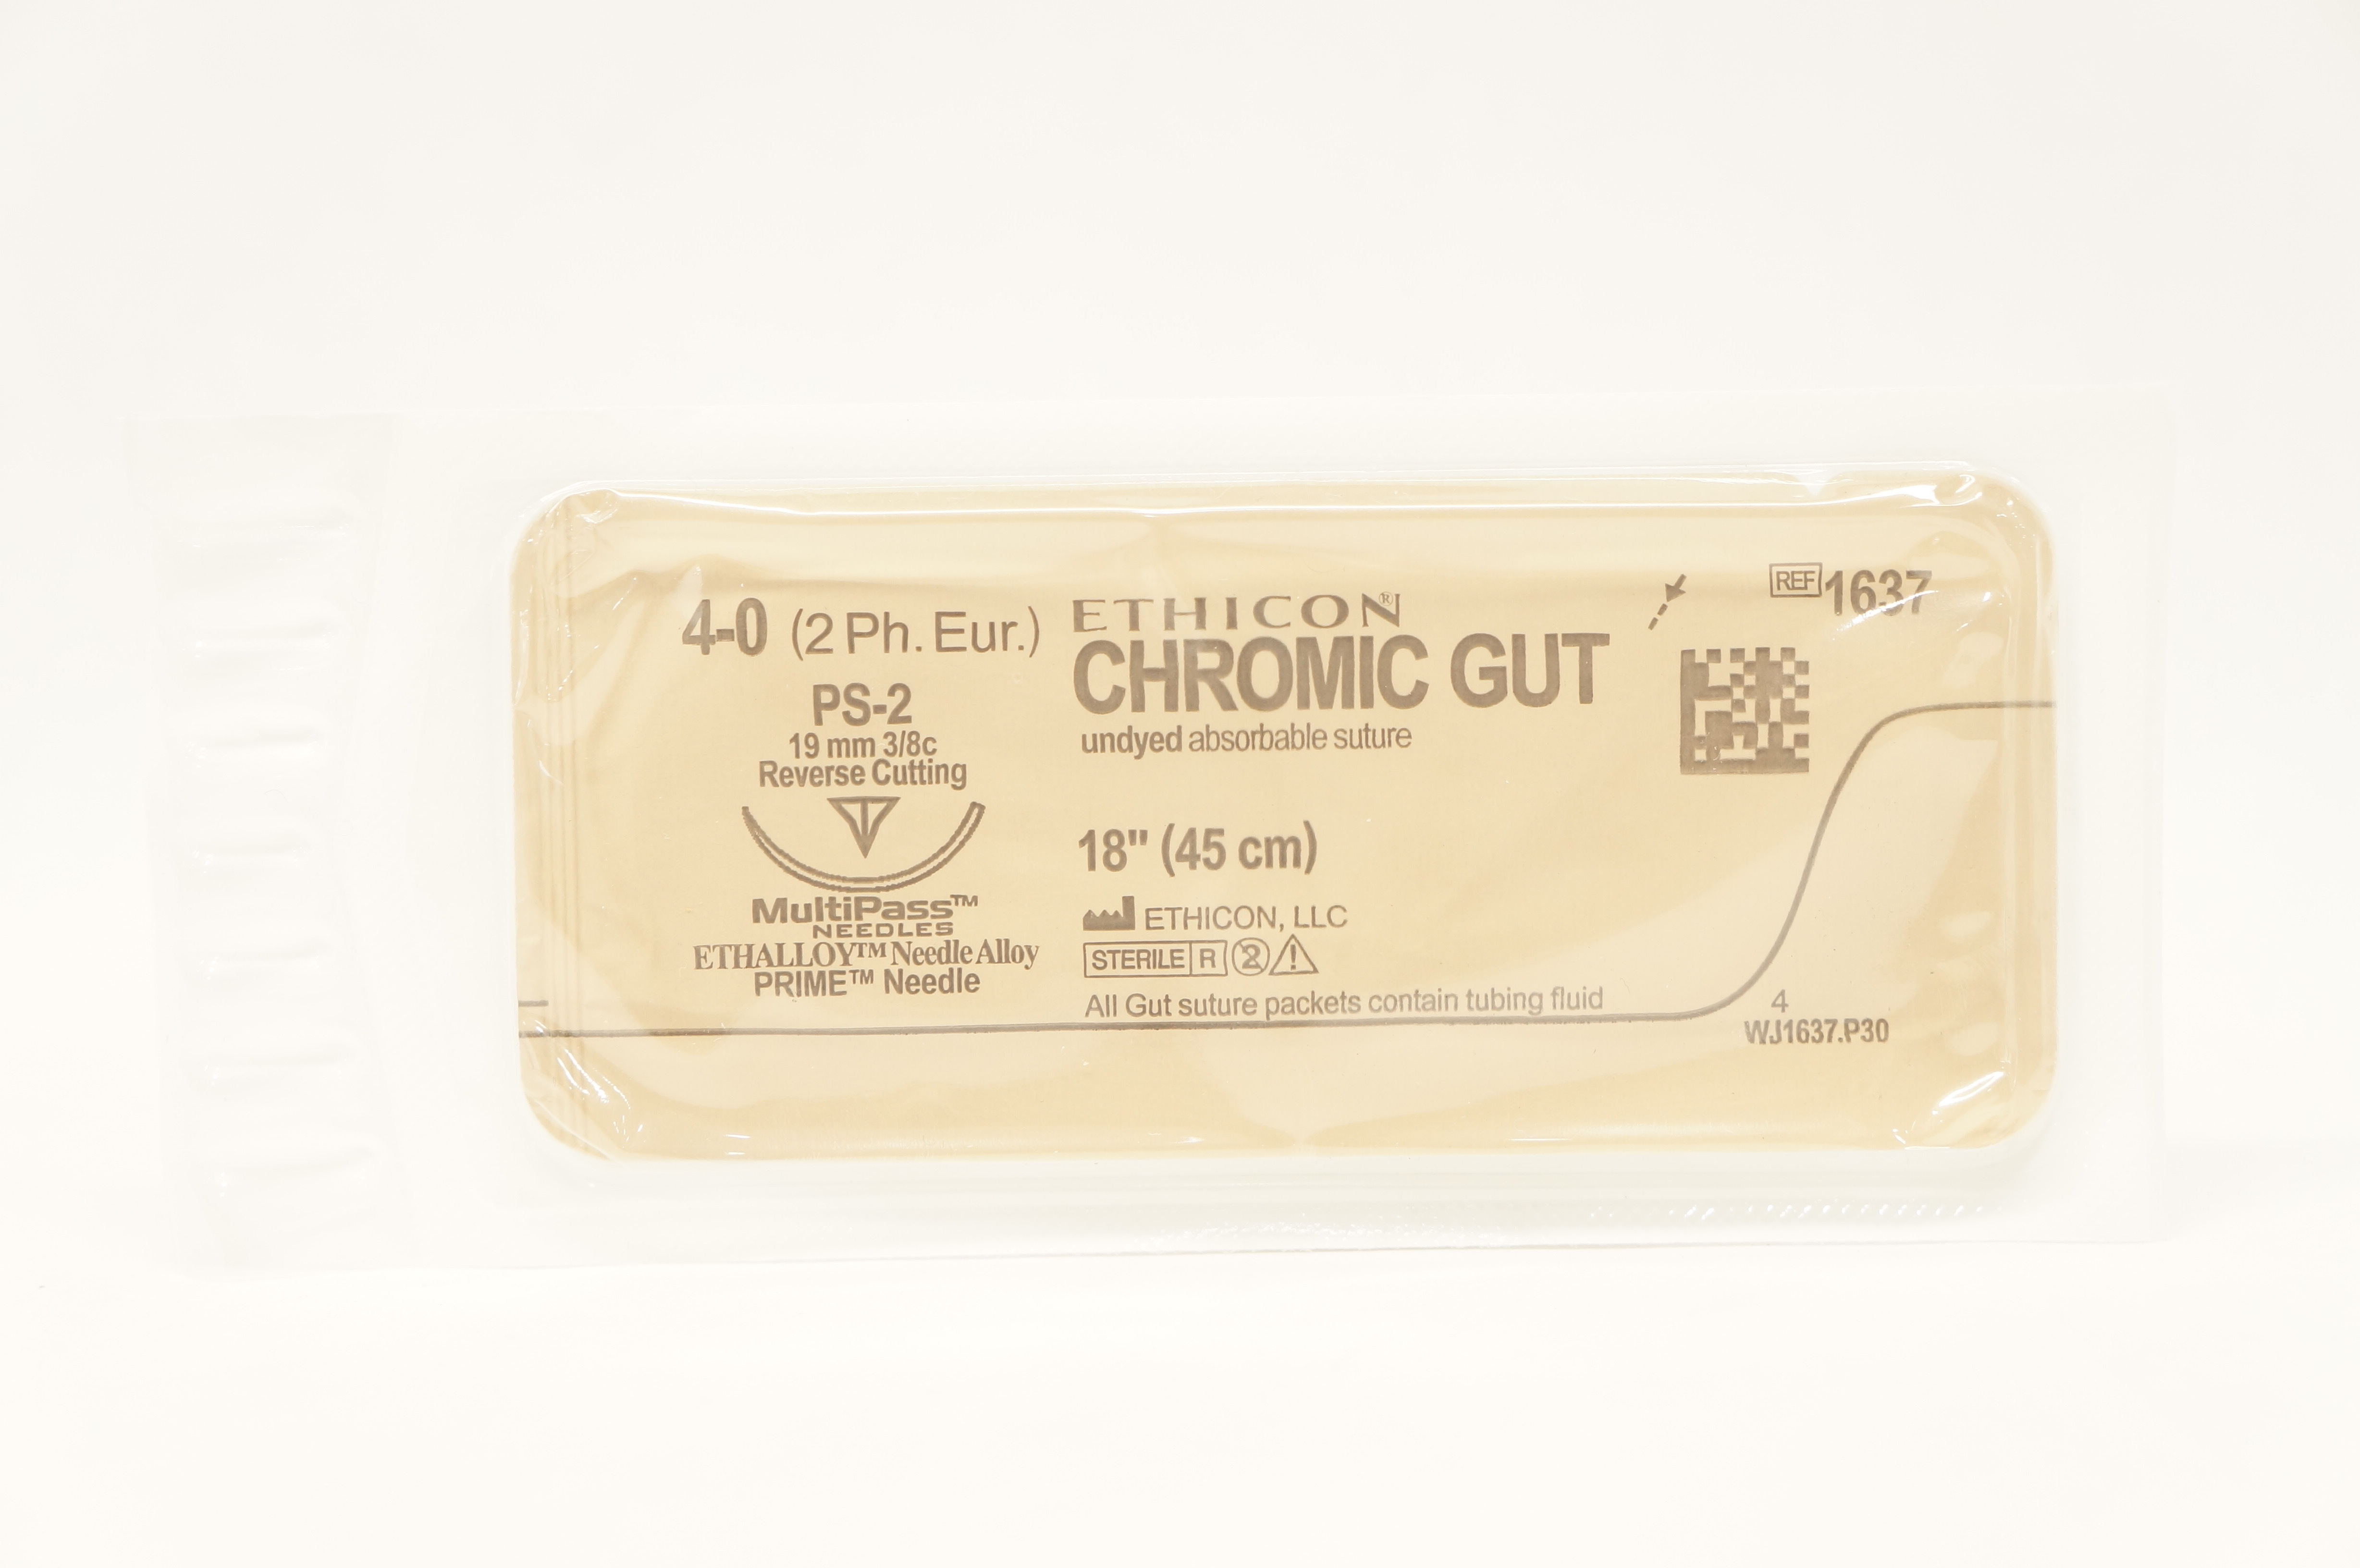 4-0 (2 Ph. Eur.)
PS-2
19 mm 3/8c
Reverse Cutting
MultiPass™
NEEDLES
ETHALLOY™ Needle Alloy
PRIME™ Needle
ETHICON®
CHROMIC GUT
undyed absorbable suture
18" (45 cm)
ETHICON, LLC
STERILE R 2 !
All Gut suture packets contain tubing fluid
REF 1637
4
WJ1637.P30